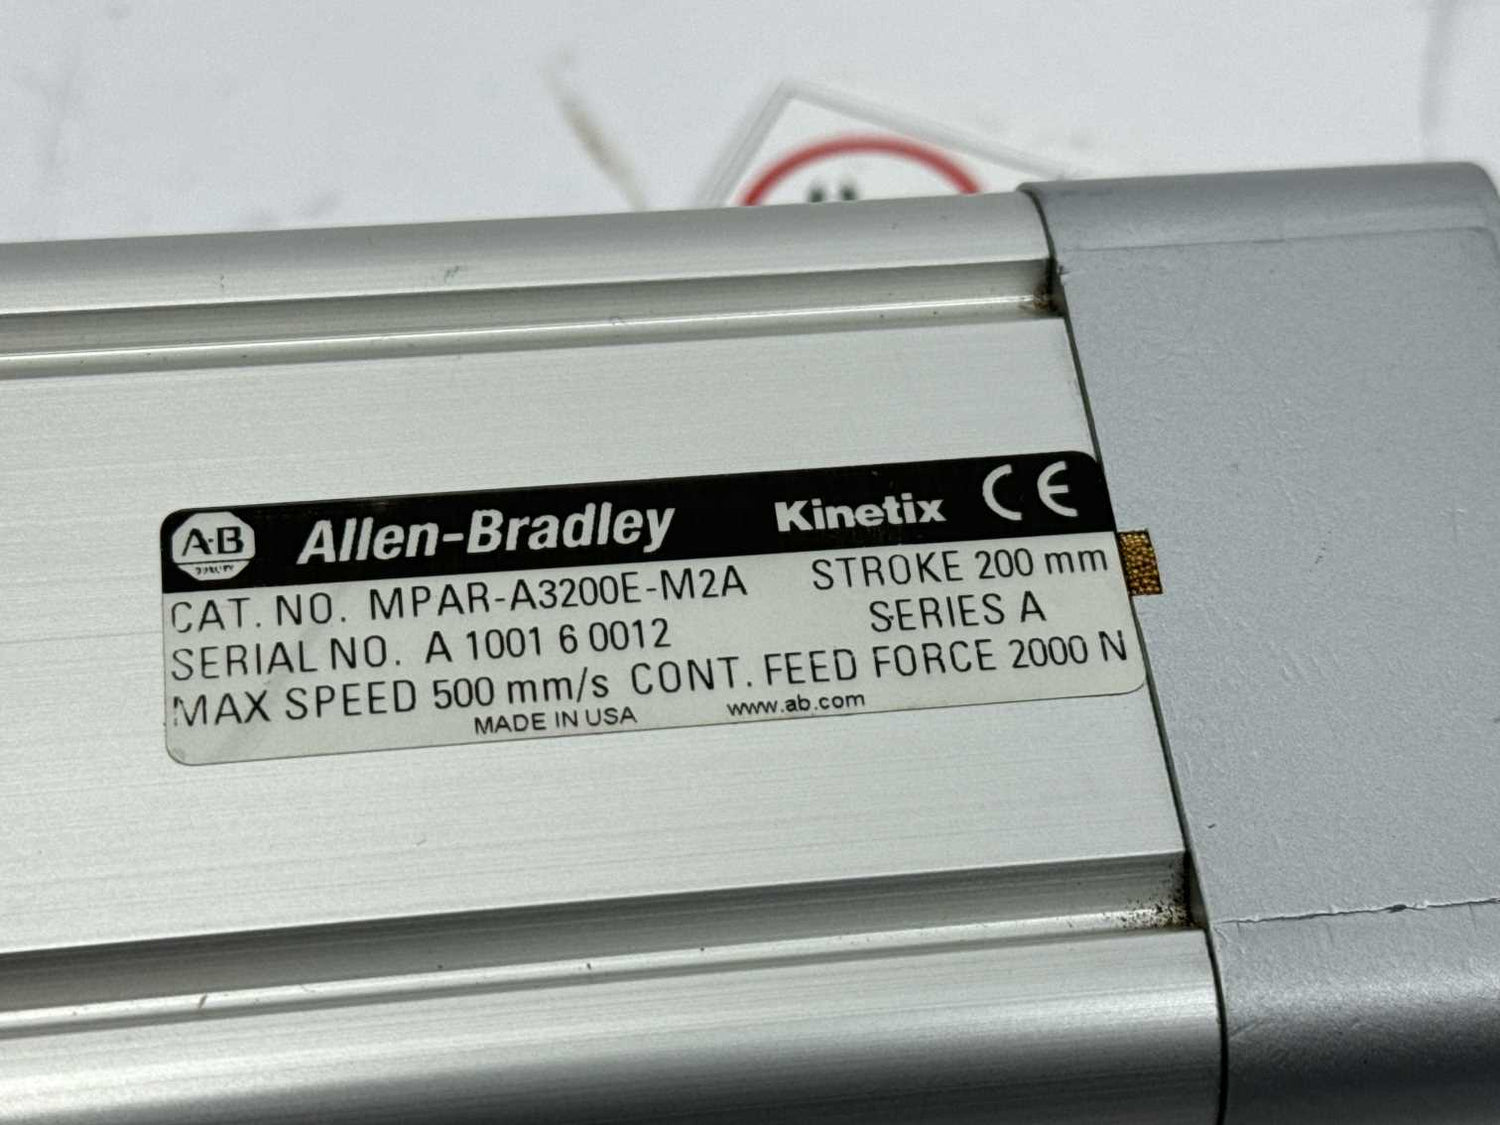 A·B Allen-Bradley Kinetix CE
CAT. NO. MPAR-A3200E-M2A STROKE 200 mm
SERIAL NO. A 1001 6 0012 SERIES A
MAX SPEED 500 mm/s CONT. FEED FORCE 2000 N
MADE IN USA www.ab.com